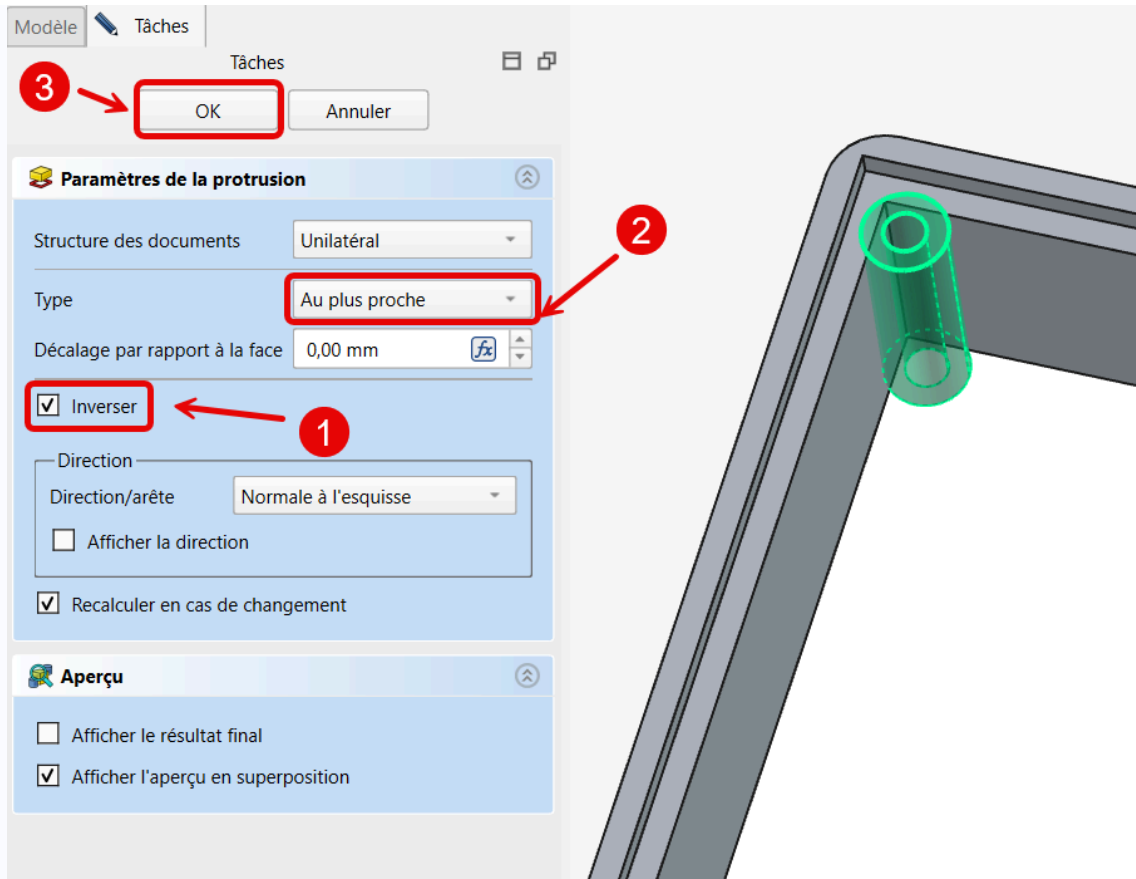 Modèle
Tâches
Tâches
3
OK
Annuler
Paramètres de la protrusion
Structure des documents
Unilatéral
2
Type
Au plus proche
Décalage par rapport à la face
0,00 mm
fx
Inverser
1
Direction
Direction/arête
Normale à l'esquisse
Afficher la direction
Recalculer en cas de changement
Aperçu
Afficher le résultat final
Afficher l'aperçu en superposition